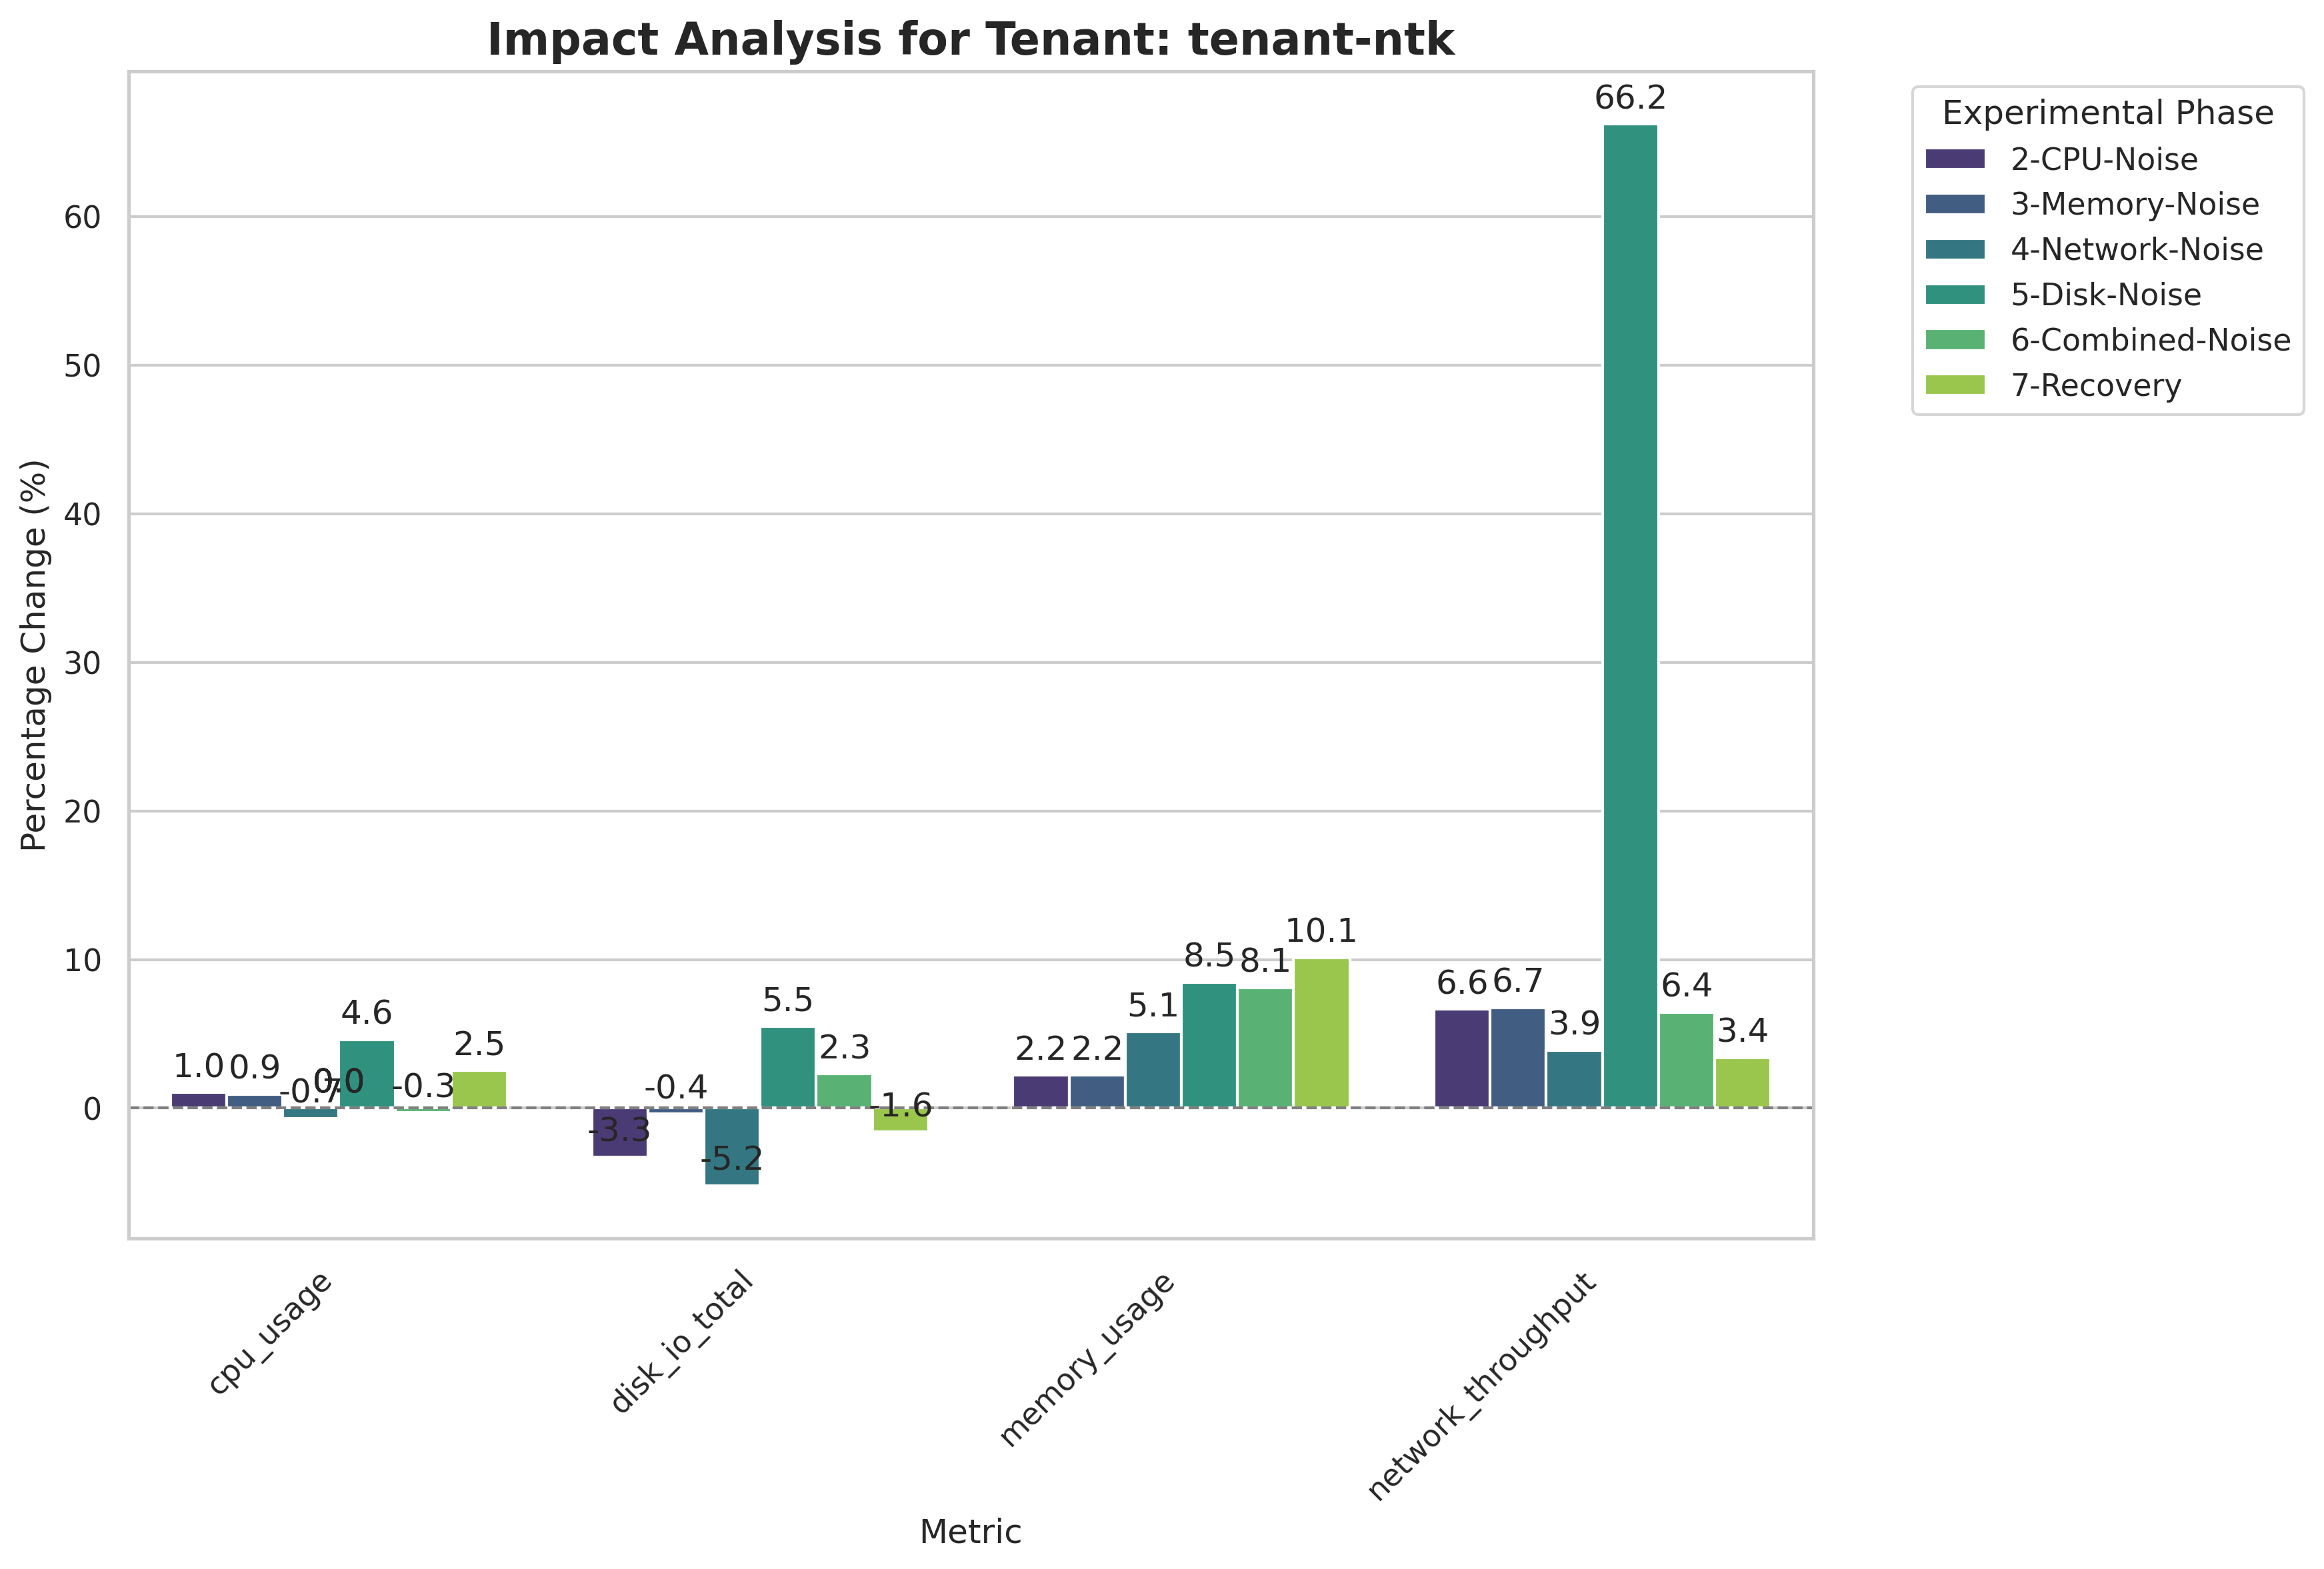 Impact Analysis for Tenant: tenant-ntk
Percentage Change (%)
60
50
40
30
20
10
0
1.0
0.9
-0.7
0.0
4.6
-0.3
2.5
-3.3
-0.4
-5.2
5.5
2.3
-1.6
2.2
2.2
5.1
8.5
8.1
10.1
6.6
6.7
3.9
66.2
6.4
3.4
cpu_usage
disk_io_total
memory_usage
network_throughput
Metric
Experimental Phase
2-CPU-Noise
3-Memory-Noise
4-Network-Noise
5-Disk-Noise
6-Combined-Noise
7-Recovery